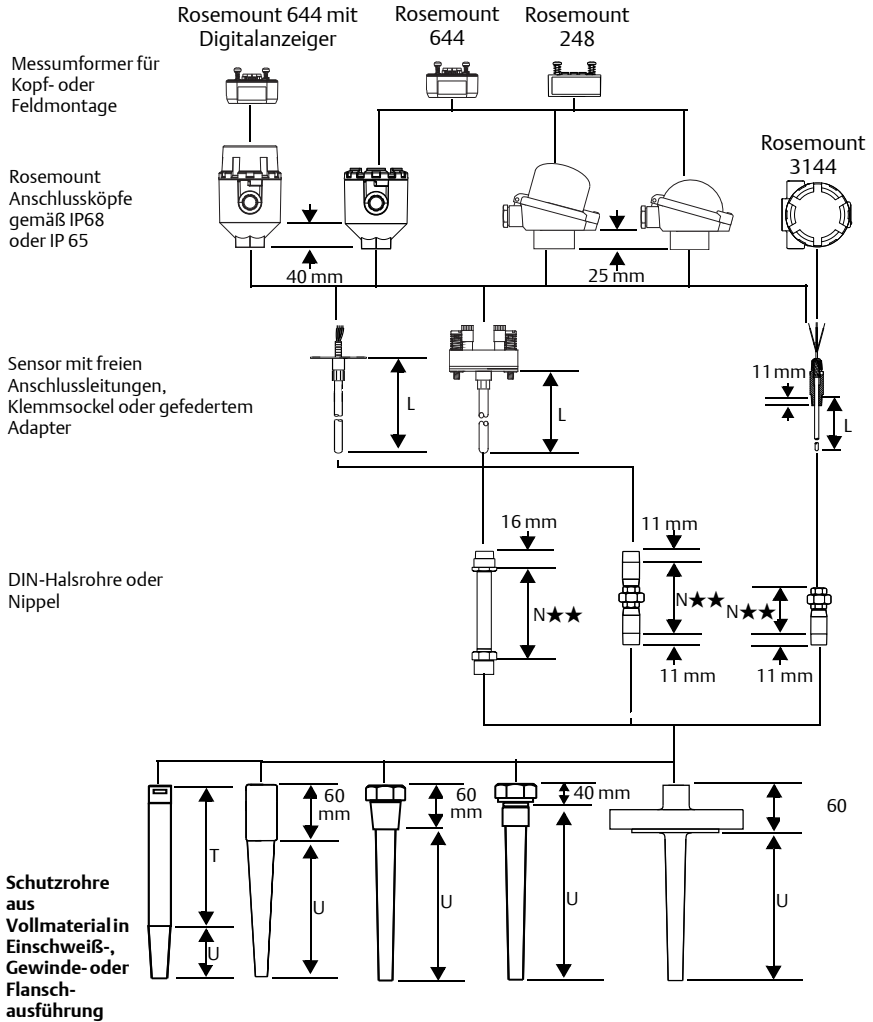 Rosemount 644 mit
Digitalanzeiger
Rosemount
644
Rosemount
248
Messumformer für
Kopf- oder
Feldmontage
Rosemount
3144
Rosemount
Anschlussköpfe
gemäß IP68
oder IP 65
40 mm
25 mm
Sensor mit freien
Anschlussleitungen,
Klemmsockel oder gefedertem
Adapter
L
L
11 mm
L
16 mm
11 mm
DIN-Halsrohre oder
Nippel
N★★
N★★
N★★
11 mm
11 mm
60
mm
60
mm
40 mm
60
T
U
U
U
U
U
Schutzrohre
aus
Vollmaterial in
Einschweiß-,
Gewinde- oder
Flansch-
ausführung